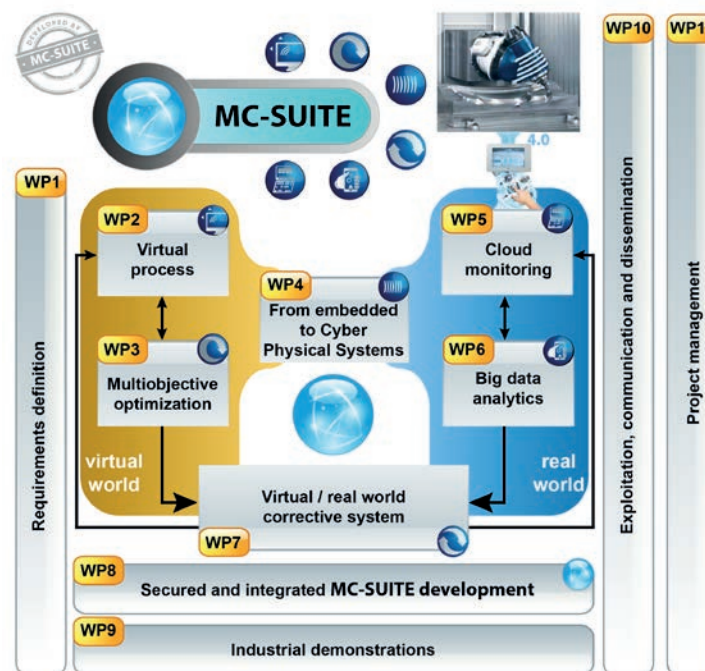 DEVELOPED BY
MC-SUITE
MC-SUITE
4.0
WP10
WP1
WP1
WP2
Virtual
process
WP5
Cloud
monitoring
WP4
From embedded
to Cyber
Physical Systems
WP3
Multiobjective
optimization
WP6
Big data
analytics
virtual
world
real
world
Virtual / real world
corrective system
WP7
WP8
Secured and integrated MC-SUITE development
WP9
Industrial demonstrations
Requirements definition
Exploitation, communication and dissemination
Project management